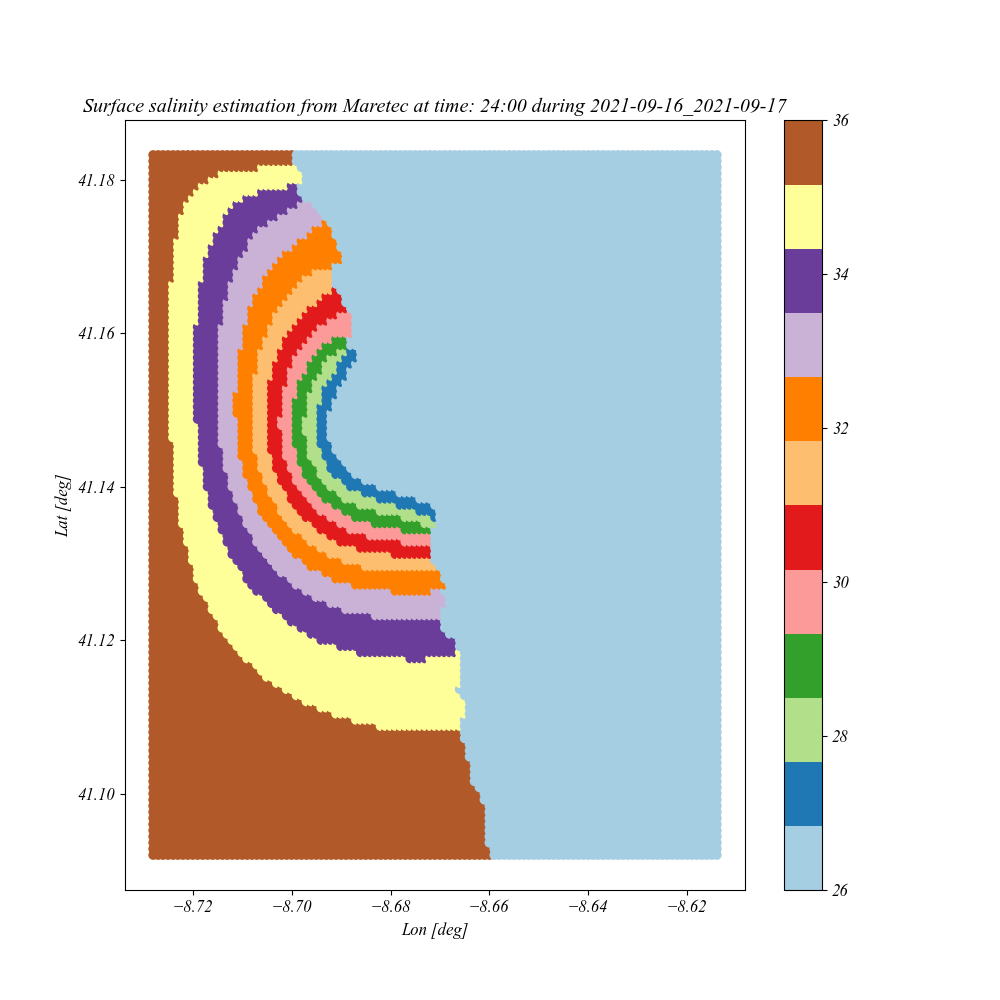 Surface salinity estimation from Maretec at time: 24:00 during 2021-09-16_2021-09-17
36
34
32
30
28
26
41.18
41.16
41.14
41.12
41.10
Lat [deg]
−8.72 −8.70 −8.68 −8.66 −8.64 −8.62
Lon [deg]